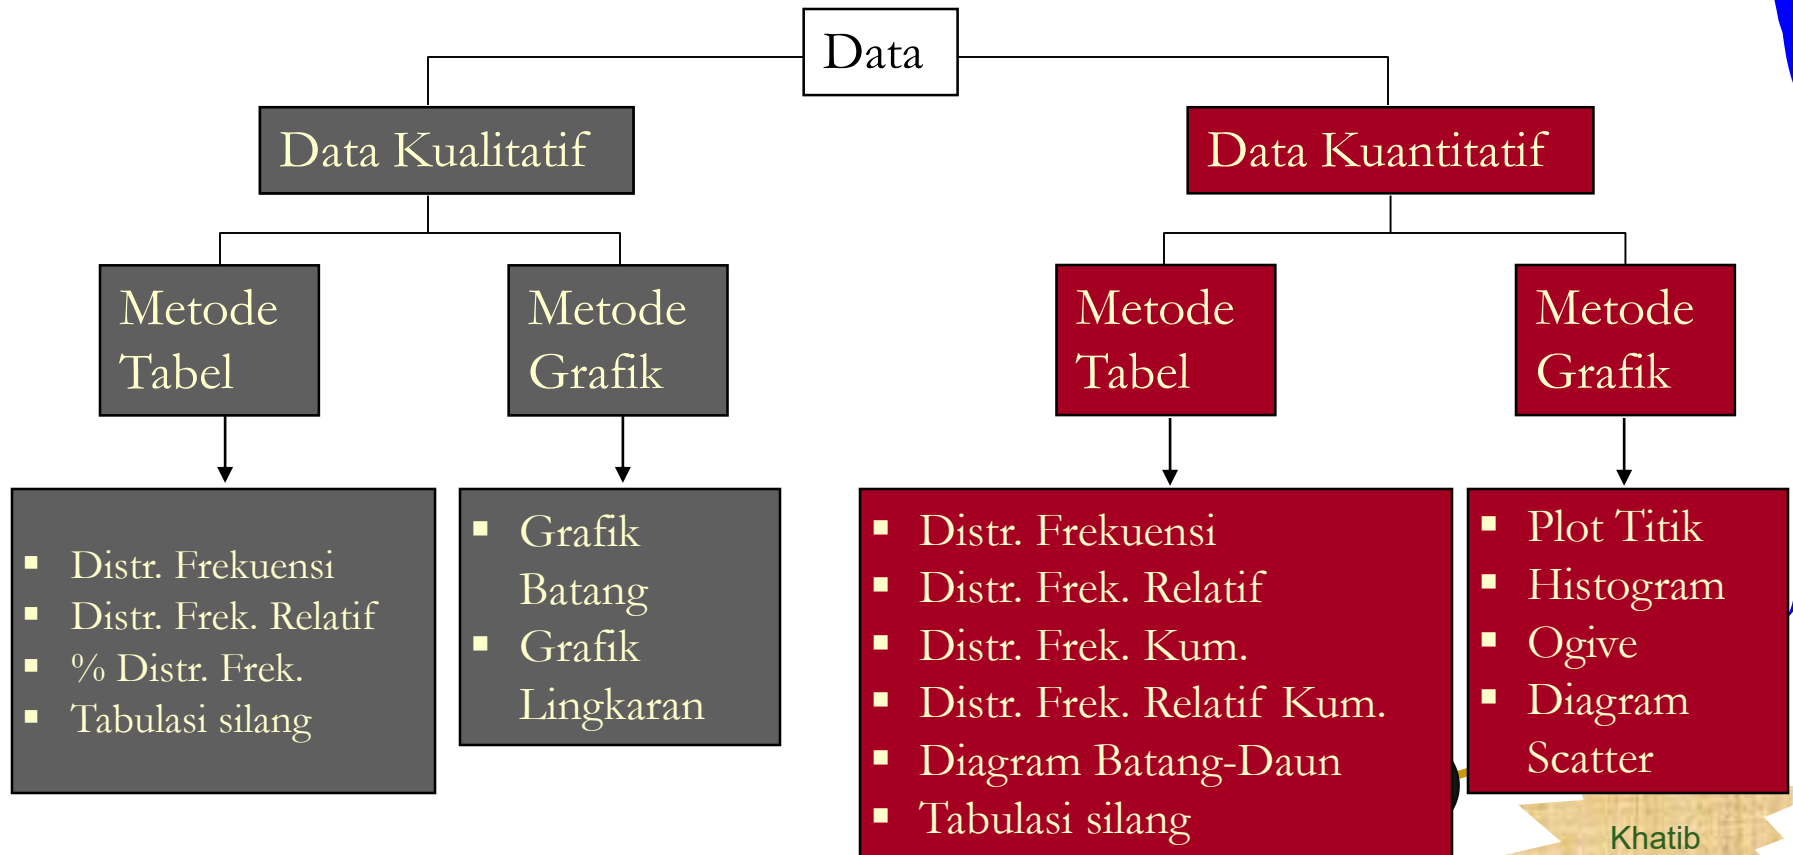 Data
Data Kualitatif
Data Kuantitatif
Metode
Tabel
Metode
Grafik
Metode
Tabel
Metode
Grafik
▪ Distr. Frekuensi
▪ Distr. Frek. Relatif
▪ % Distr. Frek.
▪ Tabulasi silang
▪ Grafik
Batang
▪ Grafik
Lingkaran
▪ Distr. Frekuensi
▪ Distr. Frek. Relatif
▪ Distr. Frek. Kum.
▪ Distr. Frek. Relatif Kum.
▪ Diagram Batang-Daun
▪ Tabulasi silang
▪ Plot Titik
▪ Histogram
▪ Ogive
▪ Diagram
Scatter
Khatib